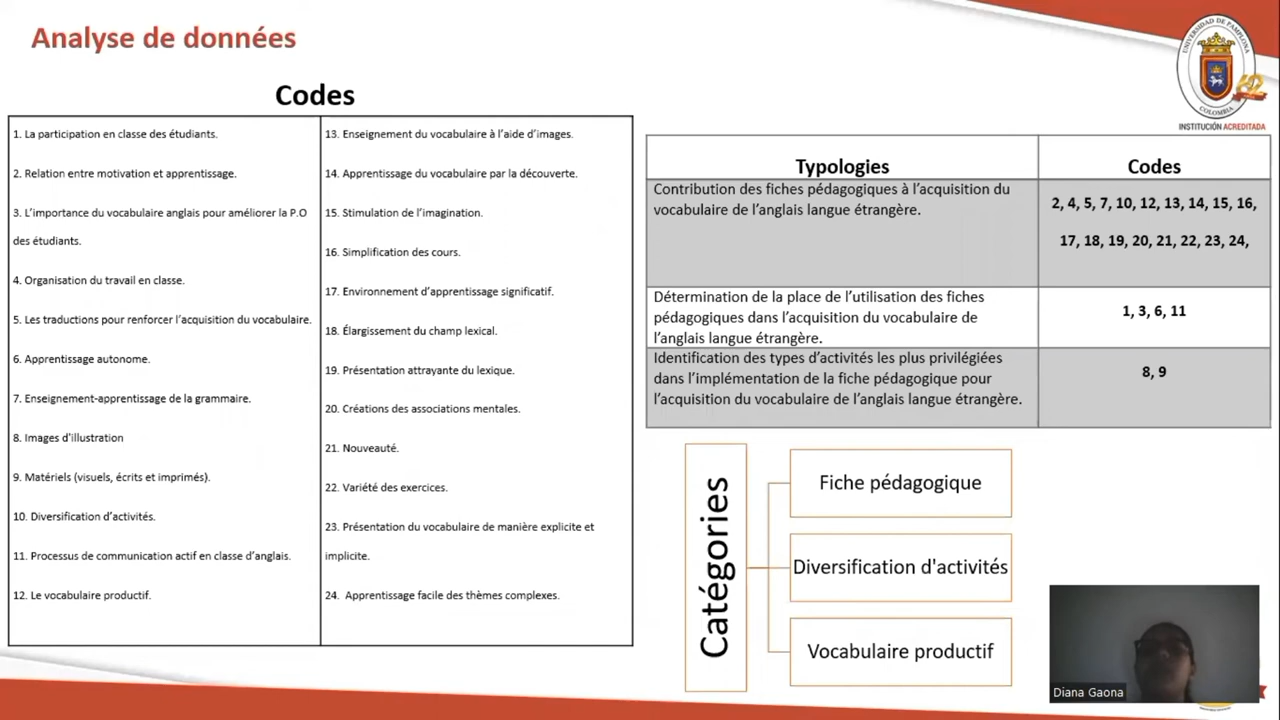 Analyse de données
UNIVERSIDAD DE PAMPLONA
COLOMBIA
INSTITUCIÓN ACREDITADA
Codes
1. La participation en classe des étudiants.
2. Relation entre motivation et apprentissage.
3. L'importance du vocabulaire anglais pour améliorer la P.O
des étudiants.
4. Organisation du travail en classe.
5. Les traductions pour renforcer l'acquisition du vocabulaire.
6. Apprentissage autonome.
7. Enseignement-apprentissage de la grammaire.
8. Images d'illustration
9. Matériels (visuels, écrits et imprimés).
10. Diversification d'activités.
11. Processus de communication actif en classe d'anglais.
12. Le vocabulaire productif.
13. Enseignement du vocabulaire à l'aide d'images.
14. Apprentissage du vocabulaire par la découverte.
15. Stimulation de l'imagination.
16. Simplification des cours.
17. Environnement d'apprentissage significatif.
18. Élargissement du champ lexical.
19. Présentation attrayante du lexique.
20. Créations des associations mentales.
21. Nouveauté.
22. Variété des exercices.
23. Présentation du vocabulaire de manière explicite et
implicite.
24. Apprentissage facile des thèmes complexes.
Typologies
Codes
Contribution des fiches pédagogiques à l'acquisition du
vocabulaire de l'anglais langue étrangère.
2, 4, 5, 7, 10, 12, 13, 14, 15, 16,
17, 18, 19, 20, 21, 22, 23, 24,
Détermination de la place de l'utilisation des fiches
pédagogiques dans l'acquisition du vocabulaire de
l'anglais langue étrangère.
1, 3, 6, 11
Identification des types d'activités les plus privilégiées
dans l'implémentation de la fiche pédagogique pour
l'acquisition du vocabulaire de l'anglais langue étrangère.
8, 9
Catégories
Fiche pédagogique
Diversification d'activités
Vocabulaire productif
Diana Gaona